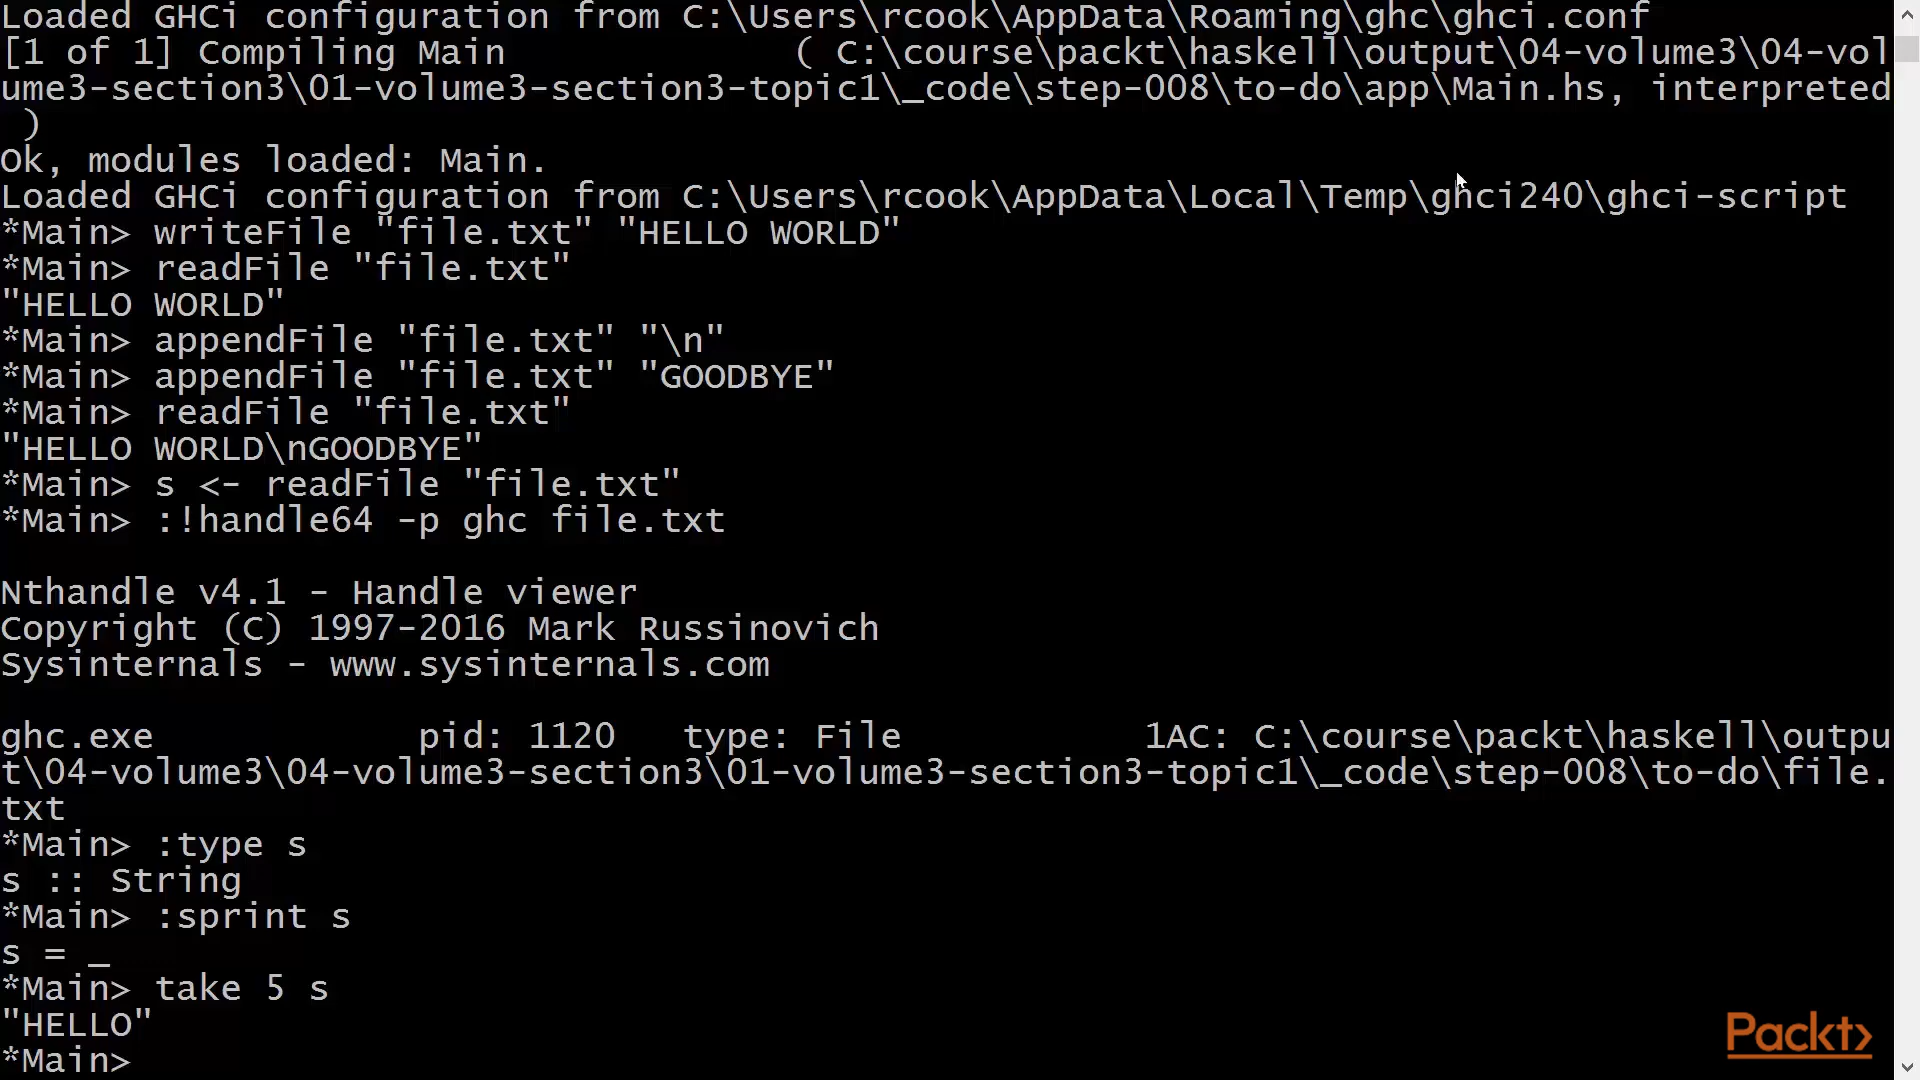 Loaded GHCi configuration from C:\Users\rcook\AppData\Roaming\ghc\ghci.conf
[1 of 1] Compiling Main             ( C:\course\packt\haskell\output\04-volume3\04-vol
ume3-section3\01-volume3-section3-topic1\_code\step-008\to-do\app\Main.hs, interpreted
 )
Ok, modules loaded: Main.
Loaded GHCi configuration from C:\Users\rcook\AppData\Local\Temp\ghci240\ghci-script
*Main> writeFile "file.txt" "HELLO WORLD"
*Main> readFile "file.txt"
"HELLO WORLD"
*Main> appendFile "file.txt" "\n"
*Main> appendFile "file.txt" "GOODBYE"
*Main> readFile "file.txt"
"HELLO WORLD\nGOODBYE"
*Main> s <- readFile "file.txt"
*Main> :!handle64 -p ghc file.txt

Nthandle v4.1 - Handle viewer
Copyright (C) 1997-2016 Mark Russinovich
Sysinternals - www.sysinternals.com

ghc.exe            pid: 1120   type: File           1AC: C:\course\packt\haskell\outpu
t\04-volume3\04-volume3-section3\01-volume3-section3-topic1\_code\step-008\to-do\file.
txt
*Main> :type s
s :: String
*Main> :sprint s
s = _
*Main> take 5 s
"HELLO"
*Main>
Packt>